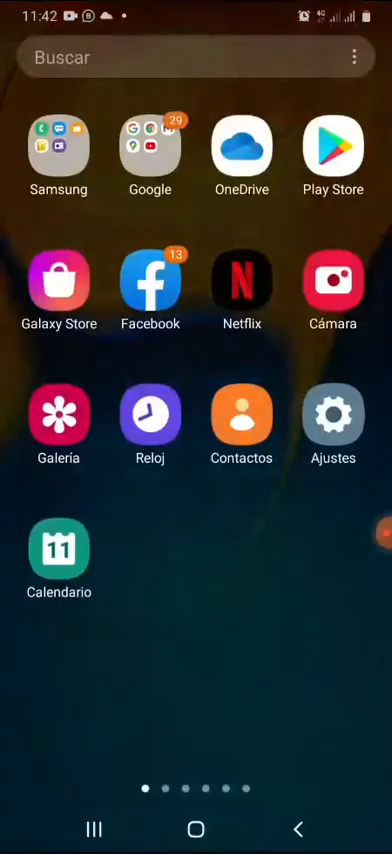 11:42
4G
Buscar
29
Samsung
Google
OneDrive
Play Store
13
N
Galaxy Store
Facebook
Netflix
Cámara
Galería
Reloj
Contactos
Ajustes
11
Calendario